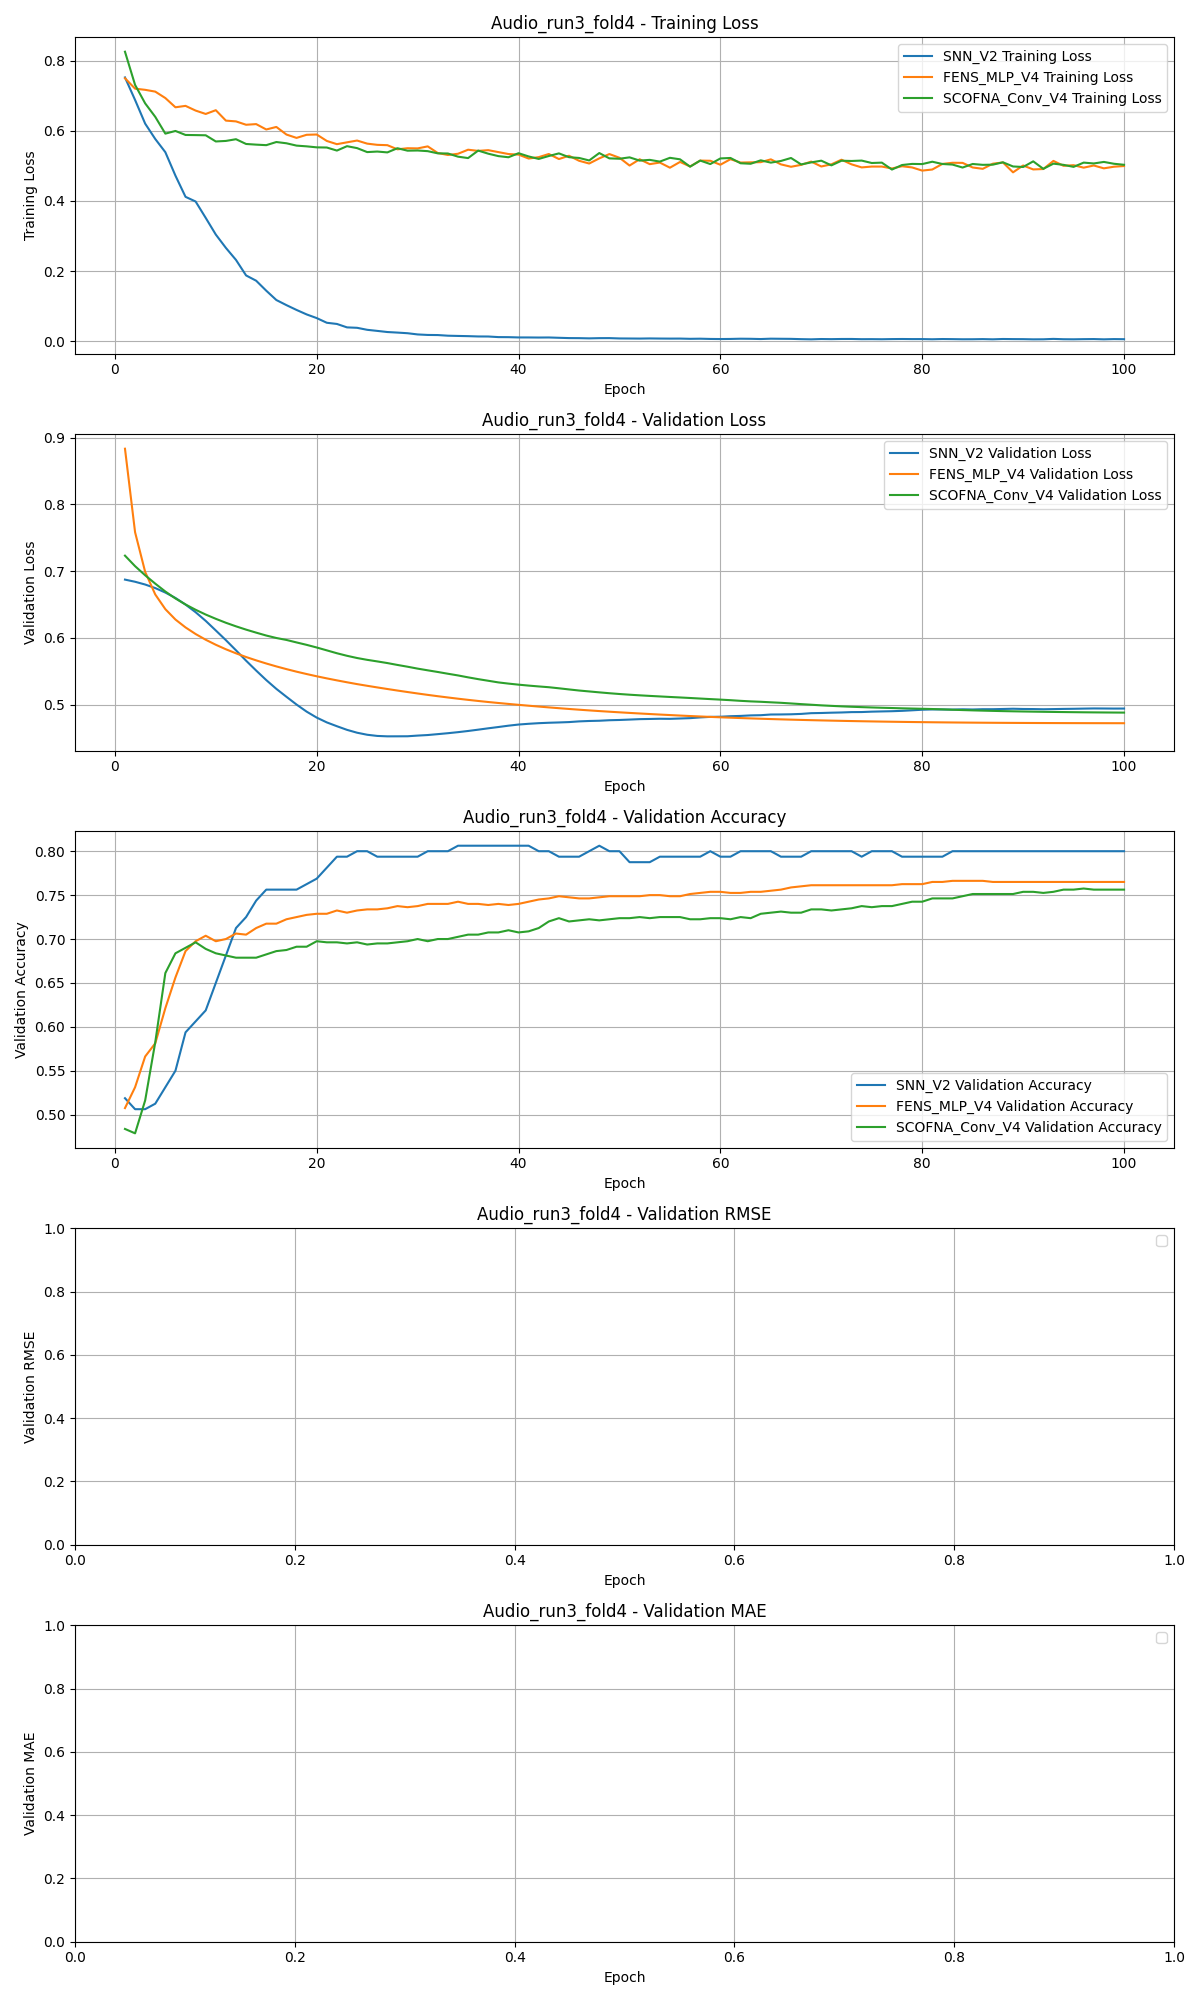 Audio_run3_fold4 - Training Loss
Training Loss
0.8
0.6
0.4
0.2
0.0
SNN_V2 Training Loss
FENS_MLP_V4 Training Loss
SCOFNA_Conv_V4 Training Loss
0 20 40 60 80 100
Epoch
Audio_run3_fold4 - Validation Loss
Validation Loss
0.9
0.8
0.7
0.6
0.5
SNN_V2 Validation Loss
FENS_MLP_V4 Validation Loss
SCOFNA_Conv_V4 Validation Loss
0 20 40 60 80 100
Epoch
Audio_run3_fold4 - Validation Accuracy
Validation Accuracy
0.80
0.75
0.70
0.65
0.60
0.55
0.50
SNN_V2 Validation Accuracy
FENS_MLP_V4 Validation Accuracy
SCOFNA_Conv_V4 Validation Accuracy
0 20 40 60 80 100
Epoch
Audio_run3_fold4 - Validation RMSE
Validation RMSE
1.0
0.8
0.6
0.4
0.2
0.0
0.0 0.2 0.4 0.6 0.8 1.0
Epoch
Audio_run3_fold4 - Validation MAE
Validation MAE
1.0
0.8
0.6
0.4
0.2
0.0
0.0 0.2 0.4 0.6 0.8 1.0
Epoch